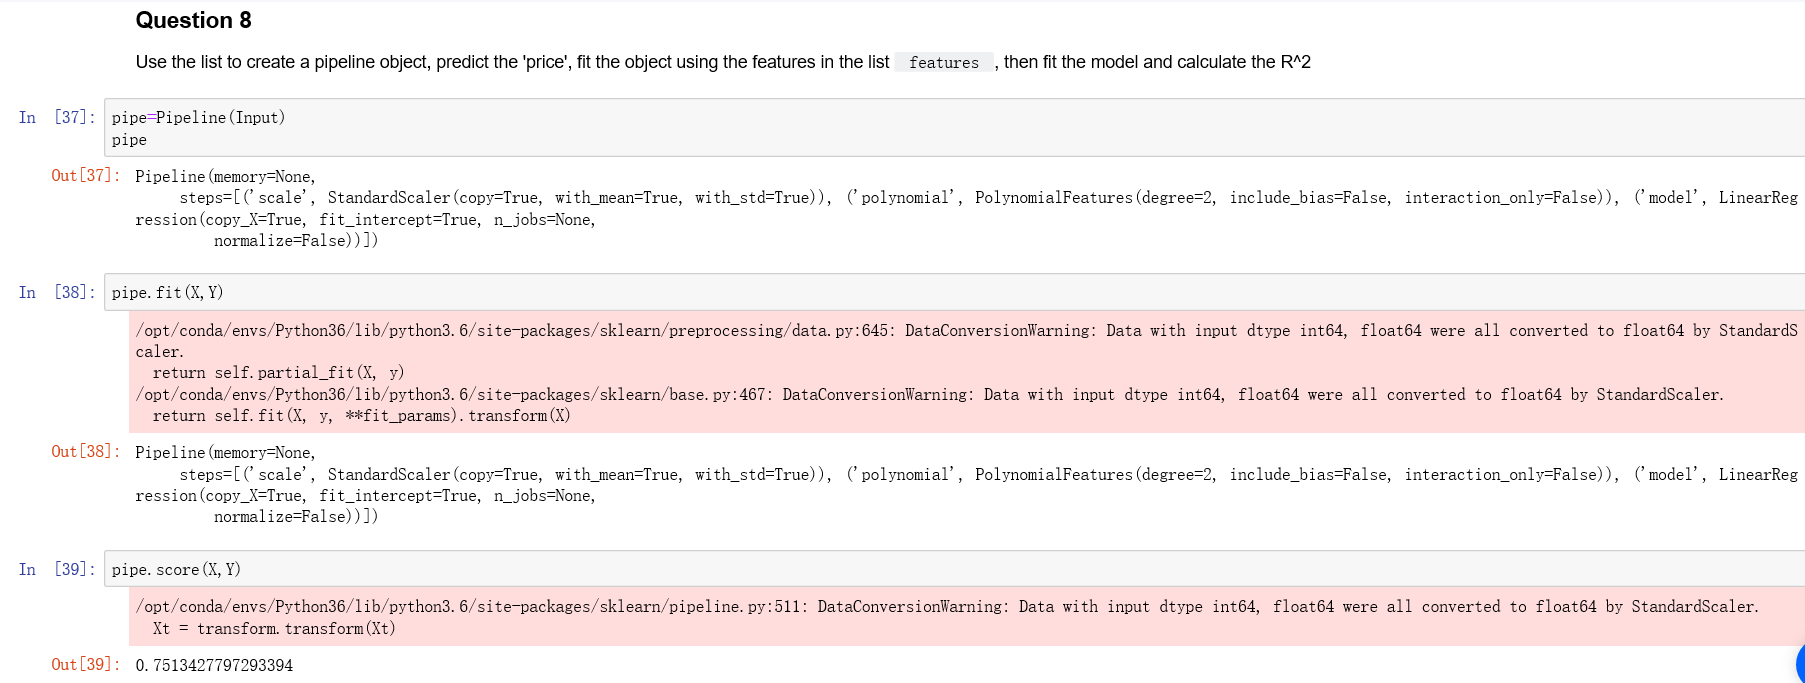 Question 8
Use the list to create a pipeline object, predict the 'price', fit the object using the features in the list features , then fit the model and calculate the R^2
In [37]: pipe=Pipeline(Input)
pipe
Out[37]: Pipeline(memory=None,
steps=[('scale', StandardScaler(copy=True, with_mean=True, with_std=True)), ('polynomial', PolynomialFeatures(degree=2, include_bias=False, interaction_only=False)), ('model', LinearReg
ression(copy_X=True, fit_intercept=True, n_jobs=None,
normalize=False))])
In [38]: pipe.fit(X,Y)
/opt/conda/envs/Python36/lib/python3.6/site-packages/sklearn/preprocessing/data.py:645: DataConversionWarning: Data with input dtype int64, float64 were all converted to float64 by StandardS
caler.
return self.partial_fit(X, y)
/opt/conda/envs/Python36/lib/python3.6/site-packages/sklearn/base.py:467: DataConversionWarning: Data with input dtype int64, float64 were all converted to float64 by StandardScaler.
return self.fit(X, y, **fit_params).transform(X)
Out[38]: Pipeline(memory=None,
steps=[('scale', StandardScaler(copy=True, with_mean=True, with_std=True)), ('polynomial', PolynomialFeatures(degree=2, include_bias=False, interaction_only=False)), ('model', LinearReg
ression(copy_X=True, fit_intercept=True, n_jobs=None,
normalize=False))])
In [39]: pipe.score(X,Y)
/opt/conda/envs/Python36/lib/python3.6/site-packages/sklearn/pipeline.py:511: DataConversionWarning: Data with input dtype int64, float64 were all converted to float64 by StandardScaler.
Xt = transform.transform(Xt)
Out[39]: 0.7513427797293394